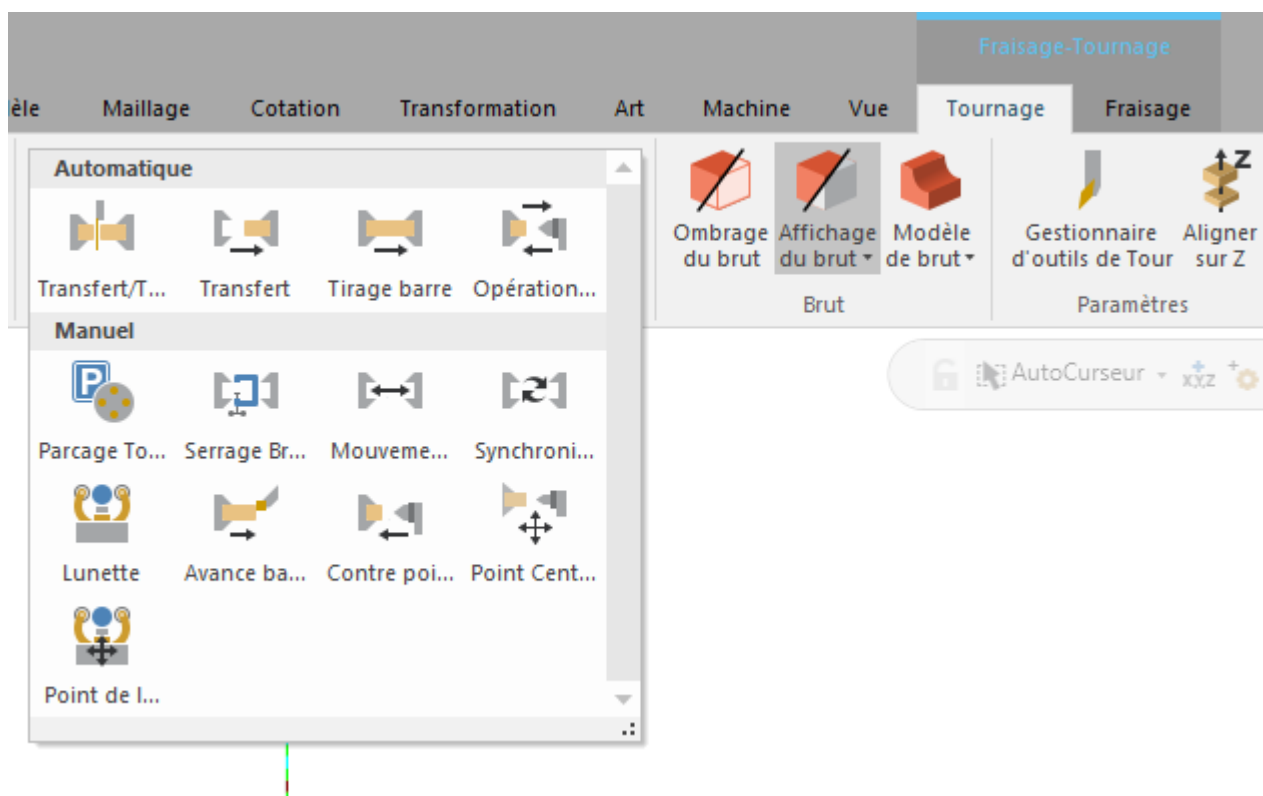 Fraisage-Tournage
èle Maillage Cotation Transformation Art Machine Vue Tournage Fraisage
Automatique
Transfert/T... Transfert Tirage barre Opération...
Manuel
P
Parcage To... Serrage Br... Mouveme... Synchroni...
Lunette Avance ba... Contre poi... Point Cent...
Point de l...
Ombrage du brut
Affichage du brut
Modèle de brut
Brut
Z
Gestionnaire d'outils de Tour
Aligner sur Z
Paramètres
AutoCurseur
XYZ